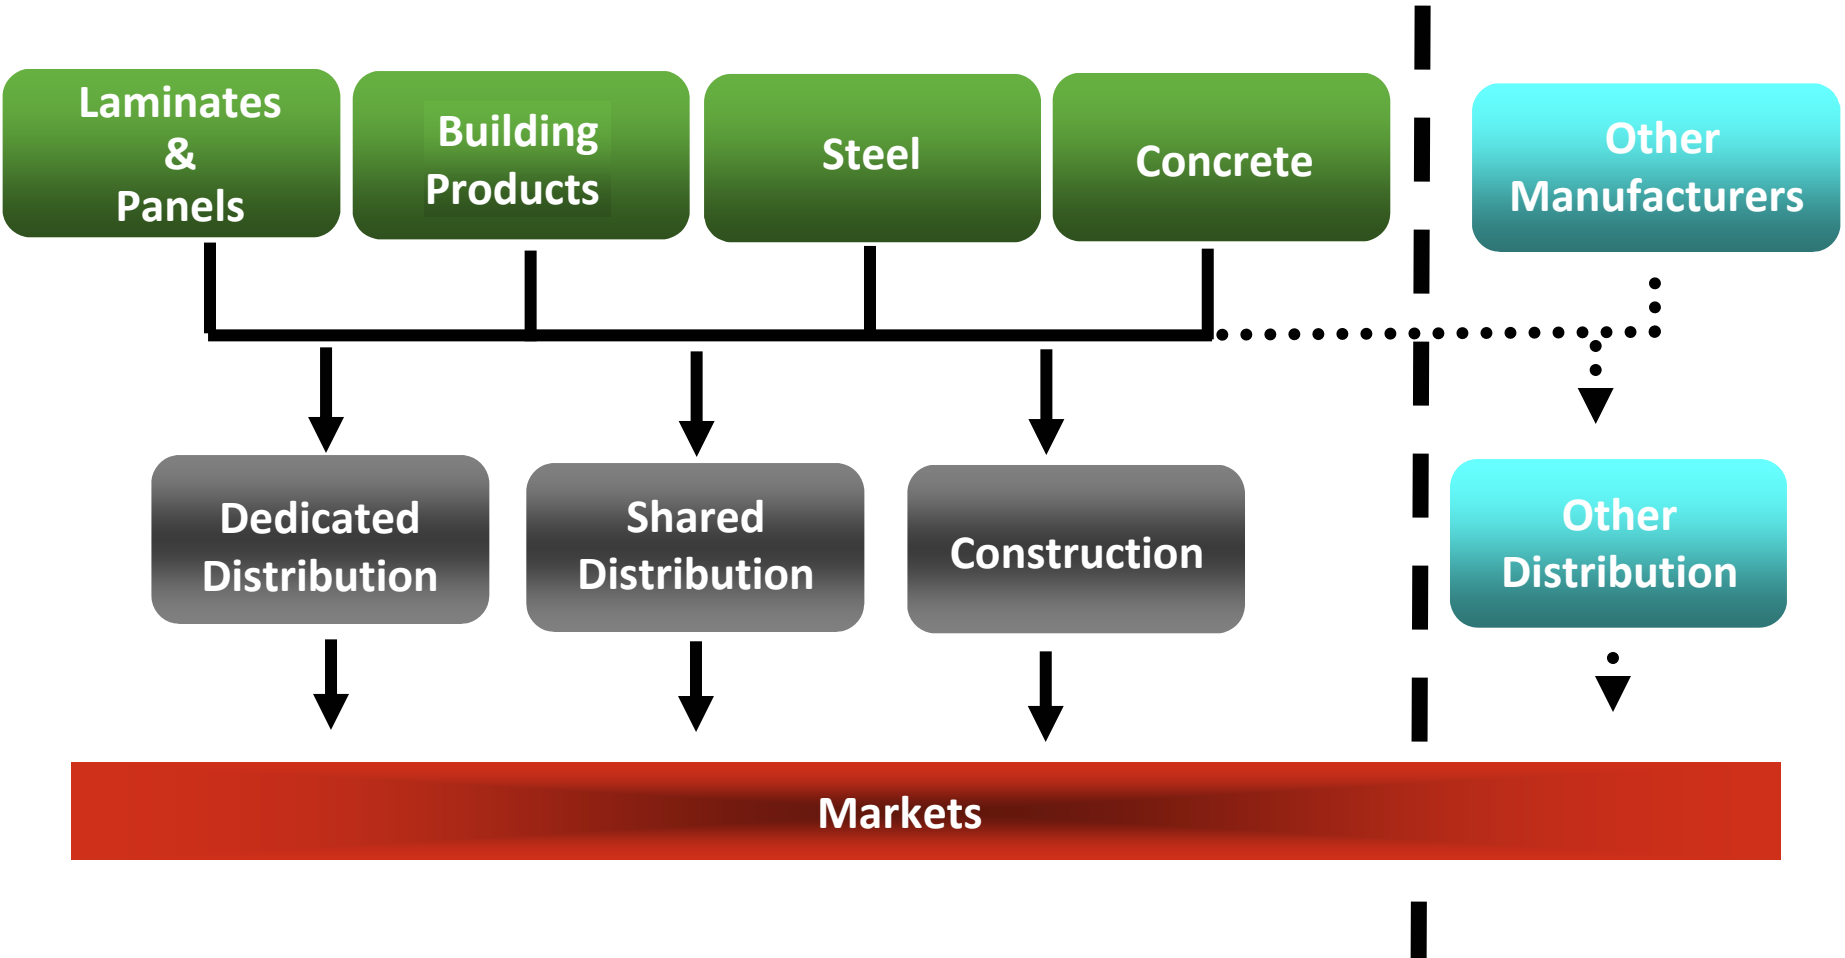 Laminates
&
Panels
Building
Products
Steel
Concrete
Other
Manufacturers
Dedicated
Distribution
Shared
Distribution
Construction
Other
Distribution
Markets